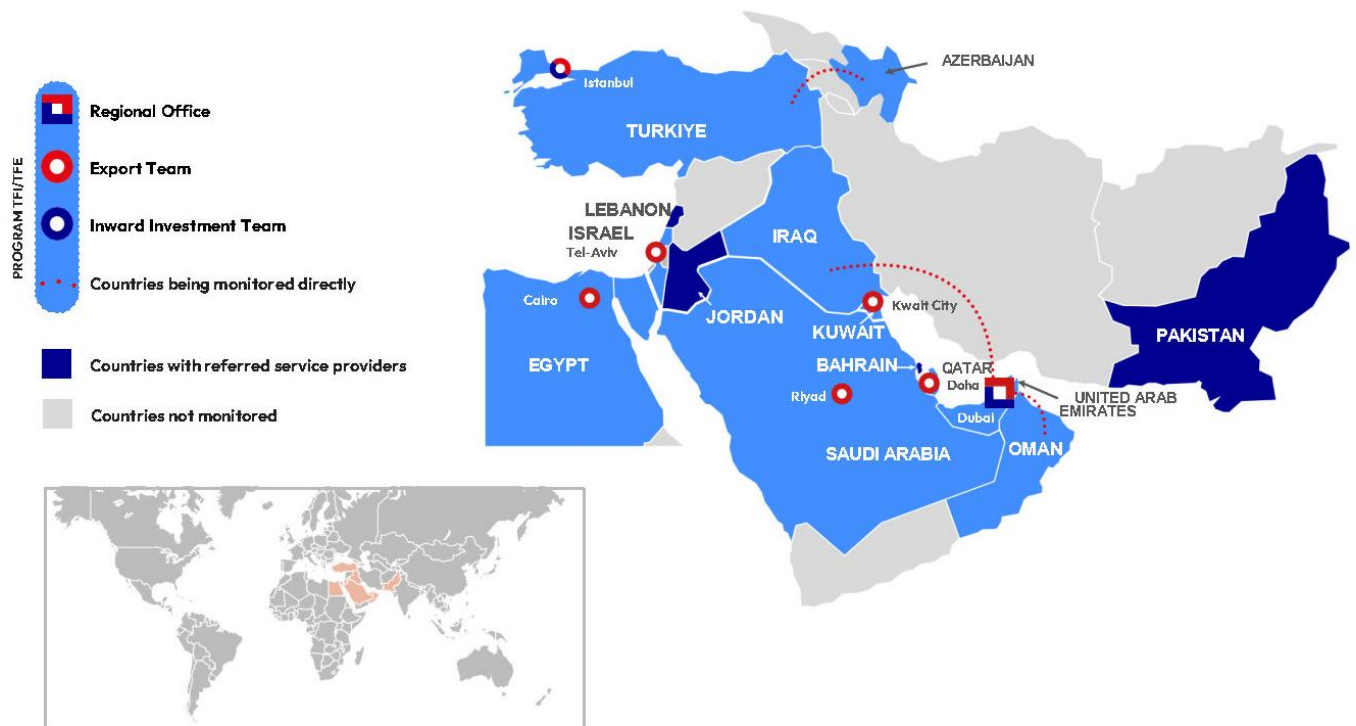 PROGRAM TFI/TFE
Regional Office
Export Team
Inward Investment Team
Countries being monitored directly
Countries with referred service providers
Countries not monitored
AZERBAIJAN
Istanbul
TURKIYE
LEBANON
ISRAEL
Tel-Aviv
IRAQ
Cairo
JORDAN
Kwait City
KUWAIT
PAKISTAN
EGYPT
BAHRAIN
QATAR
Doha
Riyad
UNITED ARAB
EMIRATES
Dubai
OMAN
SAUDI ARABIA